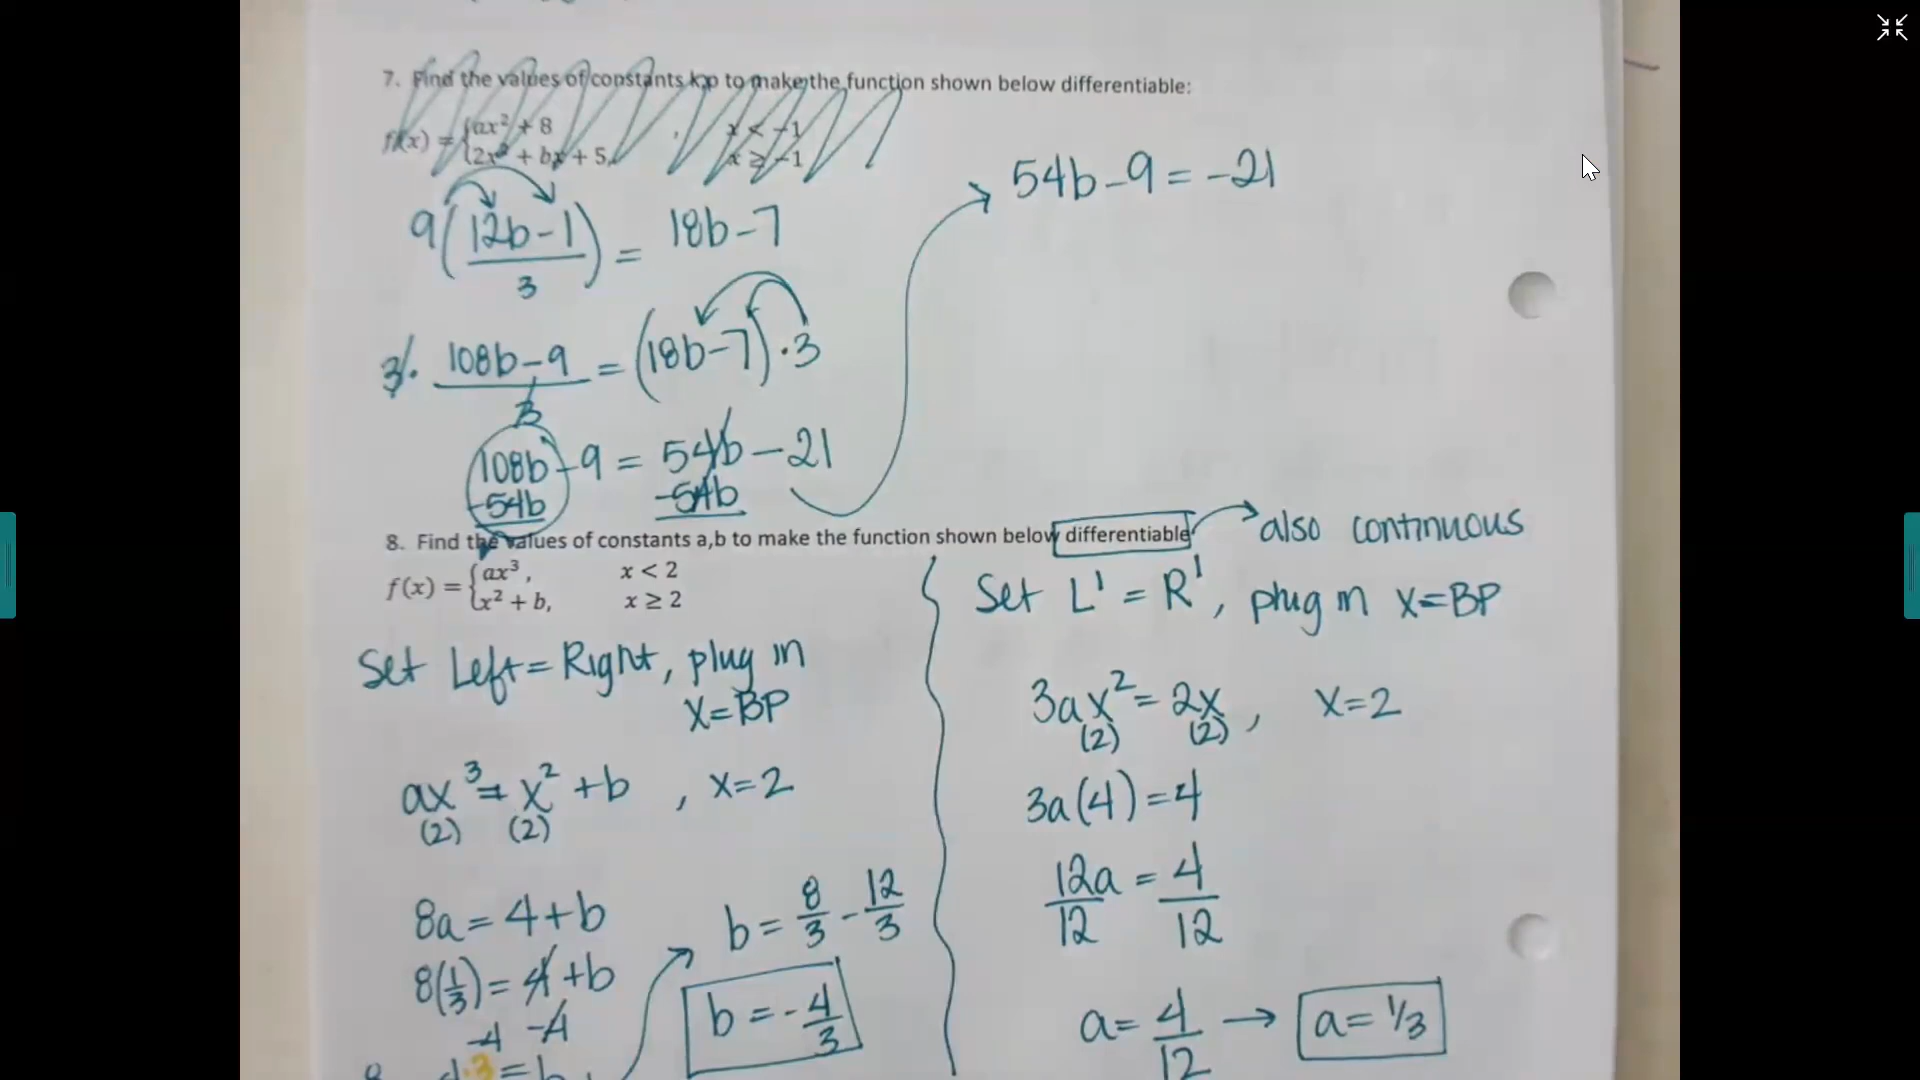 7. Find the values of constants k,p to make the function shown below differentiable:
f(x) = {ax² + 8 , x < −1
{2x² + bx + 5, x ≥ −1
9(12b-1/3) = 18b-7
54b-9 = -21
3· 108b-9/3 = (18b-7)·3
108b-9 = 54b-21
-54b -54b
8. Find the values of constants a,b to make the function shown below differentiable
f(x) = {ax³, x < 2
{x² + b, x ≥ 2
also continuous
Set L' = R', plug in X=BP
Set Left=Right, plug in
X=BP
3ax² = 2x, X=2
(2) (2)
ax³ = x² + b , x=2
(2) (2)
3a(4)=4
12a/12 = 4/12
8a=4+b
b = 8/3 - 12/3
8(1/3)=4+b
-4 -4
b = -4/3
a= 4/12 → a=1/3